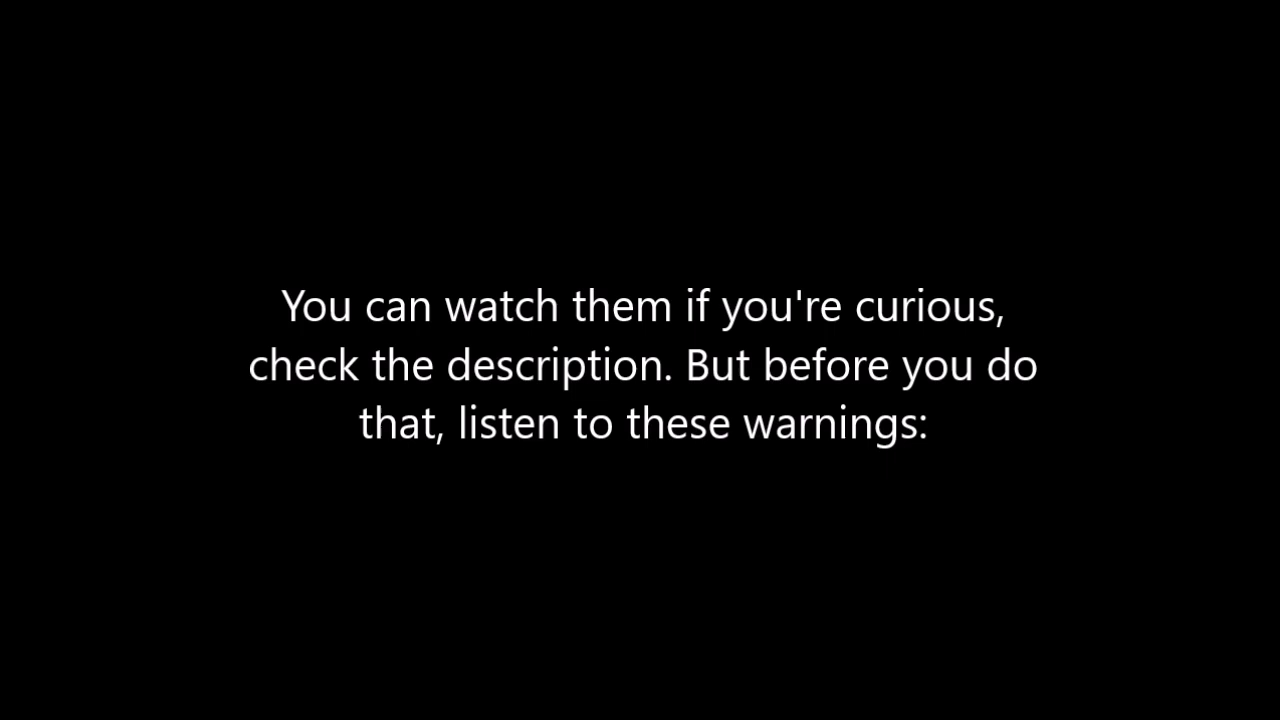 You can watch them if you're curious,
check the description. But before you do
that, listen to these warnings: